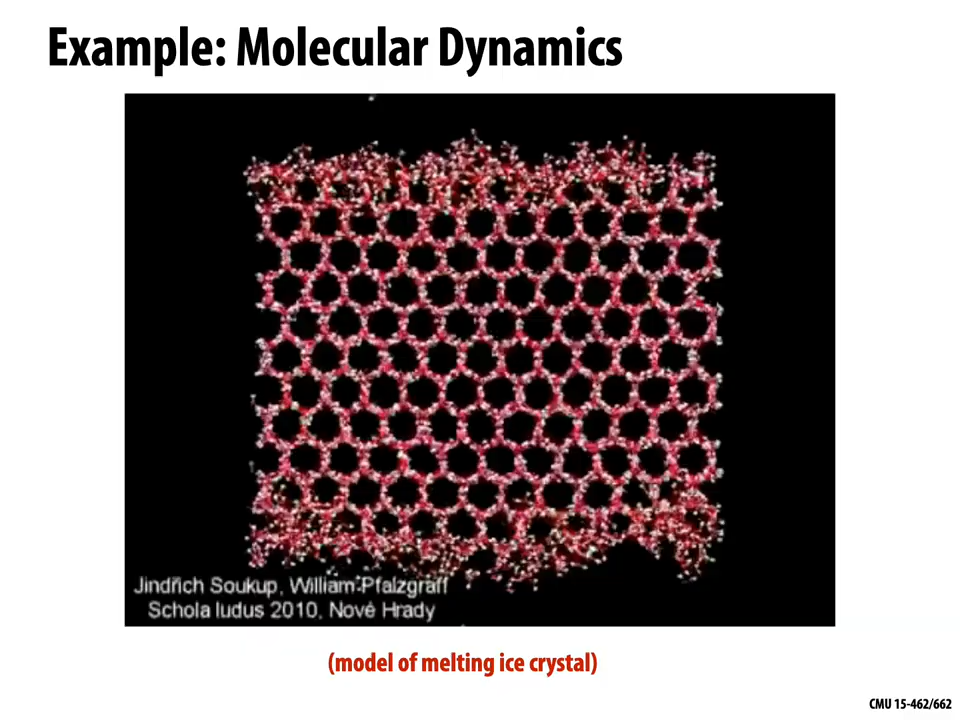 Example: Molecular Dynamics
Jindřich Soukup, William Pfalzgraff
Schola ludus 2010, Nové Hrady
(model of melting ice crystal)
CMU 15-462/662